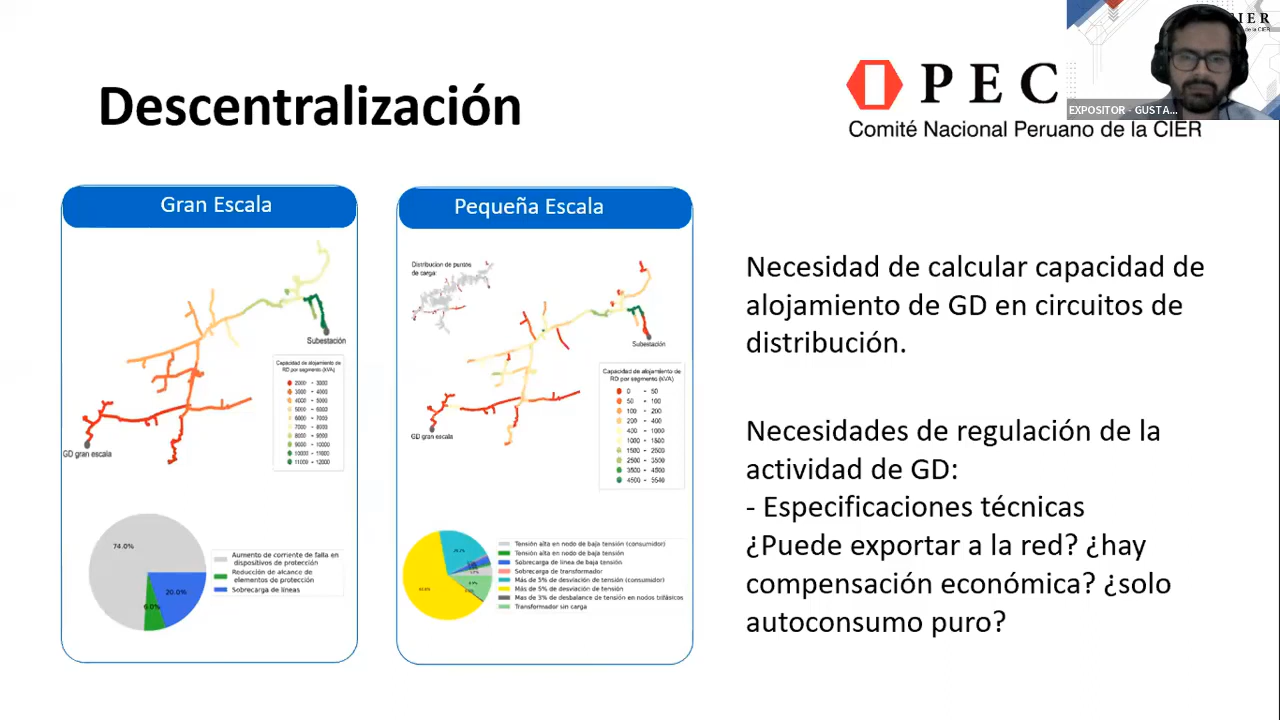 Descentralización
PEC
Comité Nacional Peruano de la CIER
IER
de la CIER
EXPOSITOR - GUSTA...
Gran Escala
Subestación
Capacidad de alojamiento de
RD por segmento (kVA)
2000 - 3000
3000 - 4000
4000 - 5000
5000 - 6000
6000 - 7000
7000 - 8000
8000 - 9000
9000 - 10000
10000 - 11000
11000 - 12000
GD gran escala
74.0%
20.0%
6.0%
Aumento de corriente de falla en
dispositivos de protección
Reducción de alcance de
elementos de protección
Sobrecarga de líneas
Pequeña Escala
Distribucion de puntos
de carga:
Subestación
Capacidad de alojamiento de
RD por segmento (kVA)
0 - 50
50 - 100
100 - 200
200 - 400
400 - 1000
1000 - 1500
1500 - 2500
2500 - 3500
3500 - 4500
4500 - 5540
GD gran escala
Tensión alta en nodo de baja tensión (consumidor)
Tensión alta en nodo de baja tensión
Sobrecarga de línea de baja tensión
Sobrecarga de transformador
Más de 5% de desviación de tensión (consumidor)
Más de 5% de desviación de tensión
Mas de 3% de desbalance de tensión en nodos trifásicos
Transformador sin carga
Necesidad de calcular capacidad de
alojamiento de GD en circuitos de
distribución.
Necesidades de regulación de la
actividad de GD:
- Especificaciones técnicas
¿Puede exportar a la red? ¿hay
compensación económica? ¿solo
autoconsumo puro?